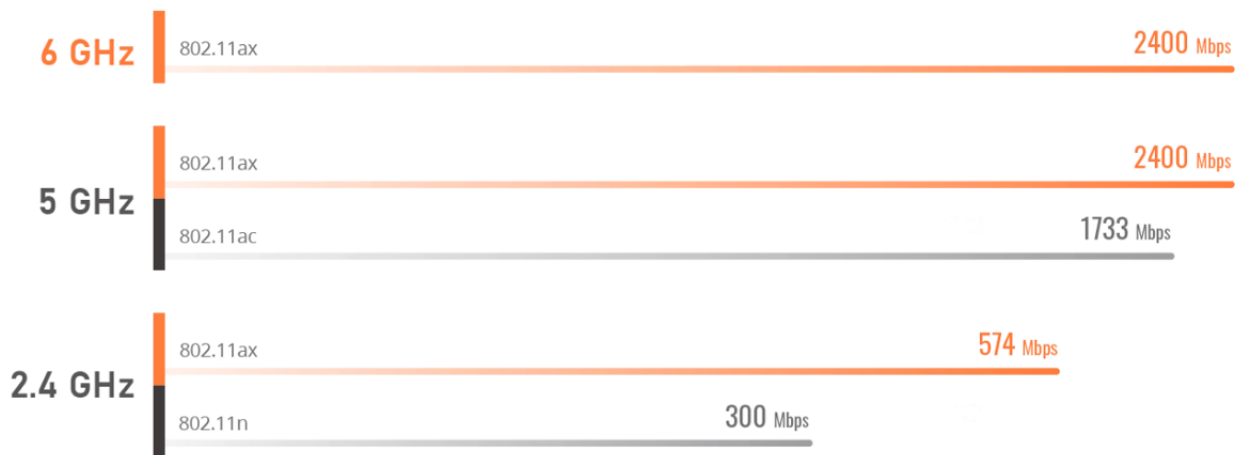 6 GHz
802.11ax
2400 Mbps
5 GHz
802.11ax
2400 Mbps
802.11ac
1733 Mbps
2.4 GHz
802.11ax
574 Mbps
802.11n
300 Mbps